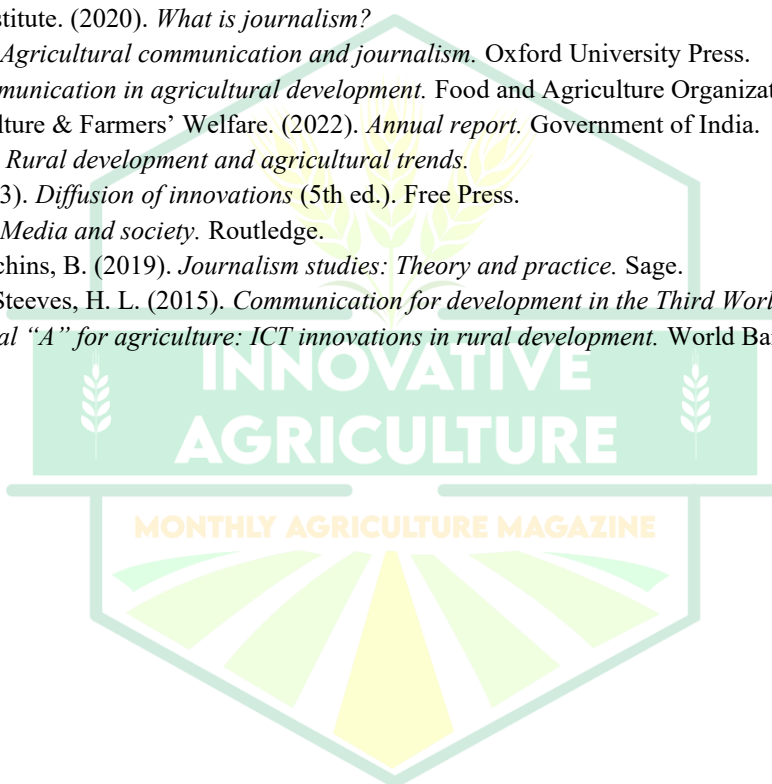 stitute. (2020). What is journalism?
Agricultural communication and journalism. Oxford University Press.
munication in agricultural development. Food and Agriculture Organizat
lture & Farmers’ Welfare. (2022). Annual report. Government of India.
Rural development and agricultural trends.
3). Diffusion of innovations (5th ed.). Free Press.
Media and society. Routledge.
chins, B. (2019). Journalism studies: Theory and practice. Sage.
Steeves, H. L. (2015). Communication for development in the Third Worl
al “A” for agriculture: ICT innovations in rural development. World Ba
INNOVATIVE
AGRICULTURE
MONTHLY AGRICULTURE MAGAZINE